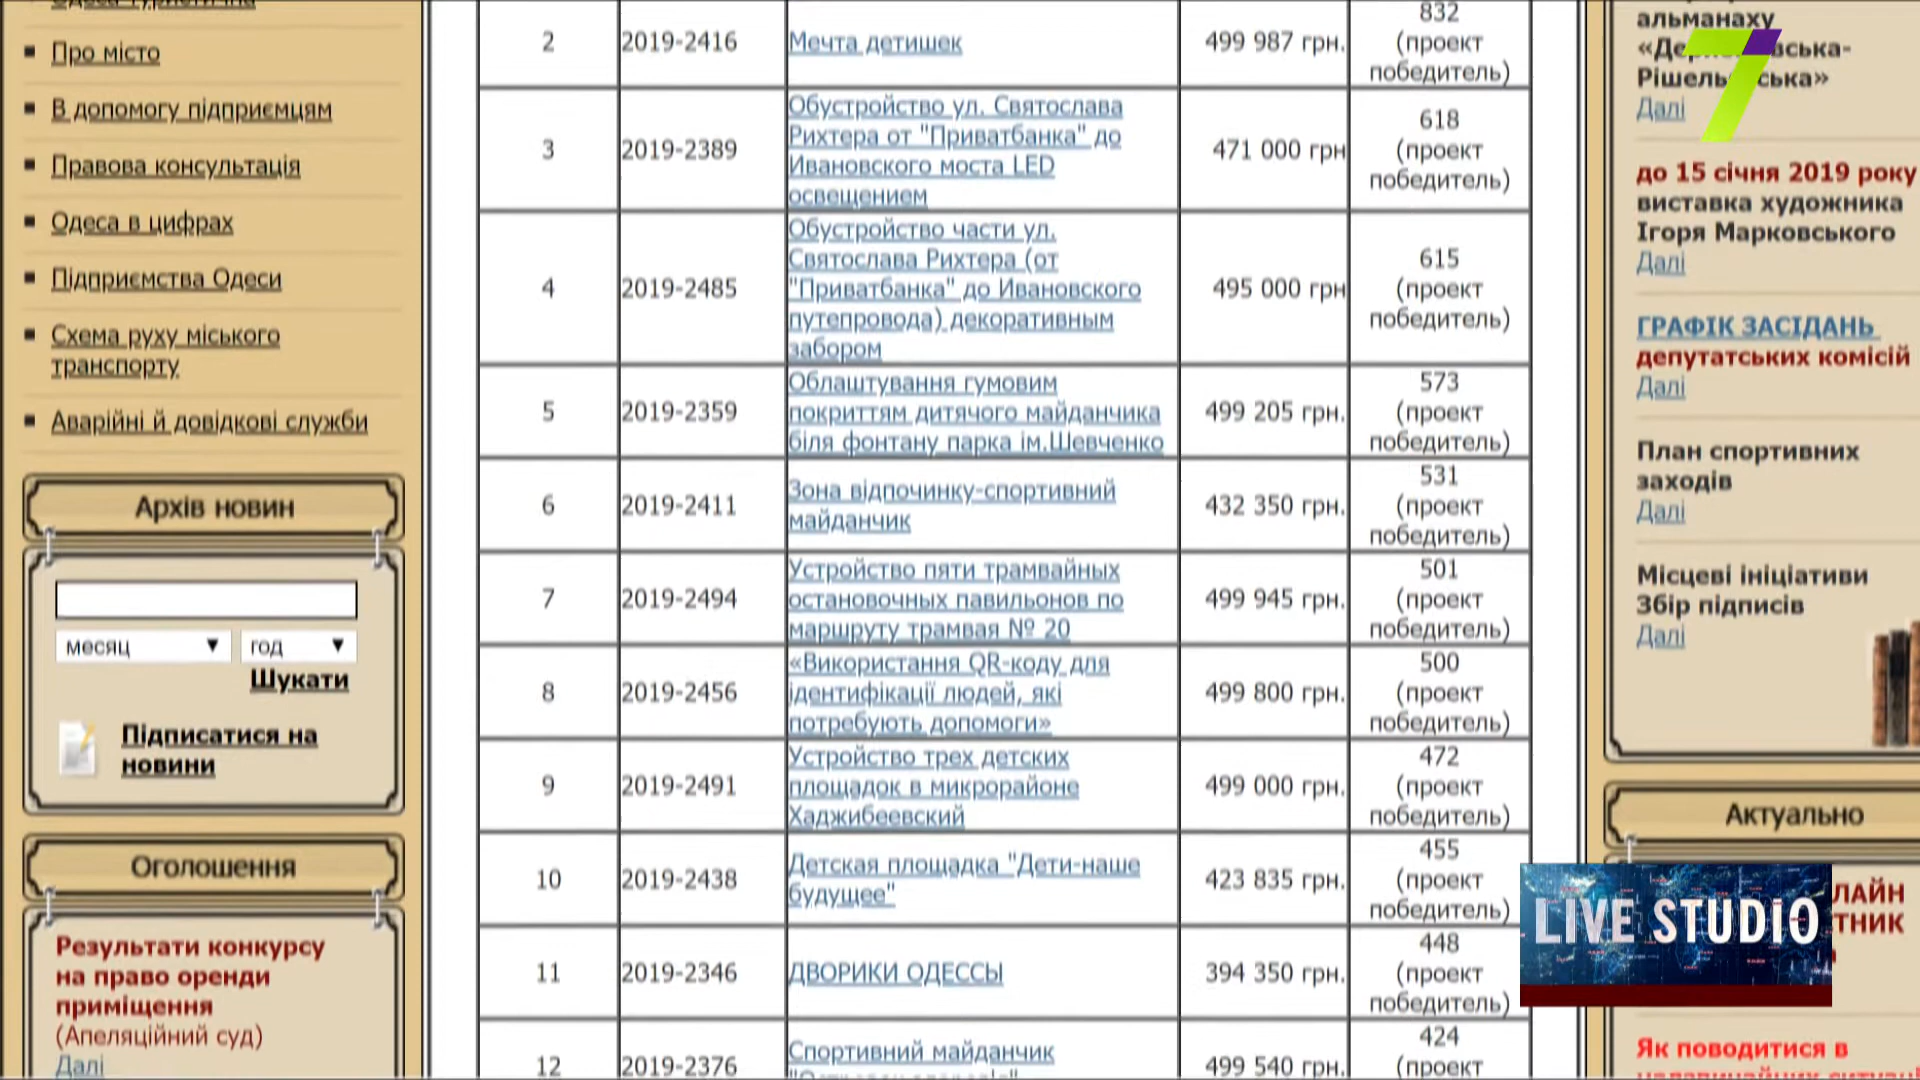 Про місто
В допомогу підприємцям
Правова консультація
Одеса в цифрах
Підприємства Одеси
Схема руху міського
транспорту
Аварійні й довідкові служби
Архів новин
месяц
год
Шукати
Підписатися на
новини
Оголошення
Результати конкурсу
на право оренди
приміщення
(Апеляційний суд)
Далі
832
2 2019-2416 Мечта детишек 499 987 грн. (проект
победитель)
Обустройство ул. Святослава
Рихтера от "Приватбанка" до
Ивановского моста LED
освещением
3 2019-2389 471 000 грн
618
(проект
победитель)
Обустройство части ул.
Святослава Рихтера (от
"Приватбанка" до Ивановского
путепровода) декоративным
забором
4 2019-2485 495 000 грн
615
(проект
победитель)
Облаштування гумовим
покриттям дитячого майданчика
біля фонтану парка ім.Шевченко
5 2019-2359 499 205 грн.
573
(проект
победитель)
Зона відпочинку-спортивний
майданчик
6 2019-2411 432 350 грн.
531
(проект
победитель)
Устройство пяти трамвайных
остановочных павильонов по
маршруту трамвая № 20
7 2019-2494 499 945 грн.
501
(проект
победитель)
«Використання QR-коду для
ідентифікації людей, які
потребують допомоги»
8 2019-2456 499 800 грн.
500
(проект
победитель)
Устройство трех детских
площадок в микрорайоне
Хаджибеевский
9 2019-2491 499 000 грн.
472
(проект
победитель)
Детская площадка "Дети-наше
будущее"
10 2019-2438 423 835 грн.
455
(проект
победитель)
11 2019-2346 ДВОРИКИ ОДЕССЫ 394 350 грн.
448
(проект
победитель)
12 2019-2376 Спортивний майданчик 499 540 грн.
424
(проект
альманаху
Далі
до 15 січня 2019 року
виставка художника
Ігоря Марковського
Далі
ГРАФІК ЗАСІДАНЬ
депутатських комісій
Далі
План спортивних
заходів
Далі
Місцеві ініціативи
Збір підписів
Далі
Актуально
LIVE STUDIO
Як поводитися в
7